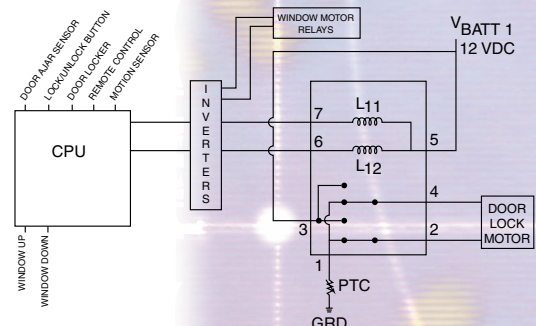 DOOR AJAR SENSOR
LOCK/UNLOCK BUTTON
DOOR LOCKER
REMOTE CONTROL
MOTION SENSOR
WINDOW MOTOR
RELAYS
VBATT 1
12 VDC
CPU
INVERTERS
7
L11
6
L12
5
4
3
2
1
DOOR
LOCK
MOTOR
PTC
GRD
WINDOW UP
WINDOW DOWN